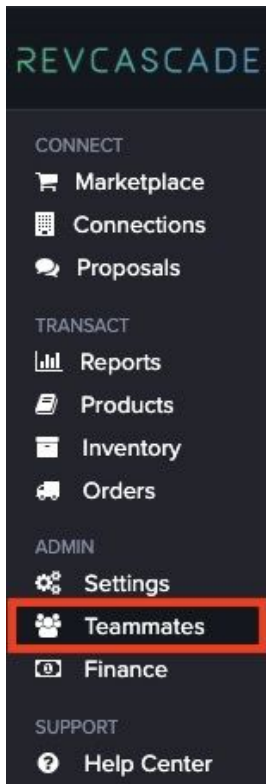 REVCASCADE
CONNECT
Marketplace
Connections
Proposals
TRANSACT
Reports
Products
Inventory
Orders
ADMIN
Settings
Teammates
Finance
SUPPORT
Help Center